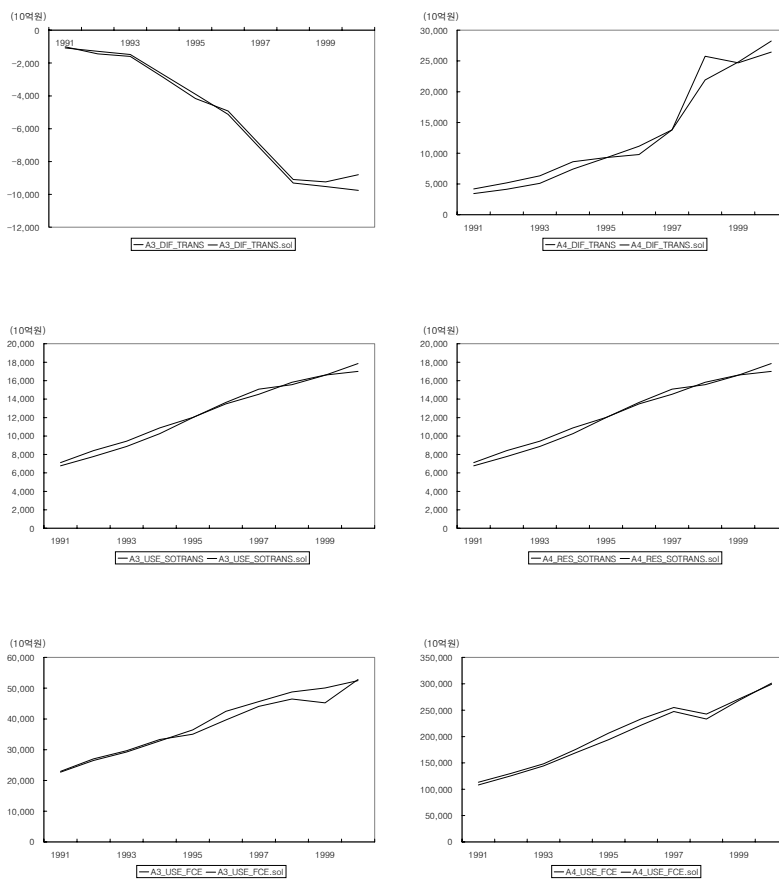 (10억원)
0
−2,000
−4,000
−6,000
−8,000
−10,000
−12,000
1991 1993 1995 1997 1999
A3_DIF_TRANS A3_DIF_TRANS.sol
(10억원)
30,000
25,000
20,000
15,000
10,000
5,000
0
1991 1993 1995 1997 1999
A4_DIF_TRANS A4_DIF_TRANS.sol
(10억원)
20,000
18,000
16,000
14,000
12,000
10,000
8,000
6,000
4,000
2,000
0
1991 1993 1995 1997 1999
A3_USE_SOTRANS A3_USE_SOTRANS.sol
(10억원)
20,000
18,000
16,000
14,000
12,000
10,000
8,000
6,000
4,000
2,000
0
1991 1993 1995 1997 1999
A4_RES_SOTRANS A4_RES_SOTRANS.sol
(10억원)
60,000
50,000
40,000
30,000
20,000
10,000
0
1991 1993 1995 1997 1999
A3_USE_FCE A3_USE_FCE.sol
(10억원)
350,000
300,000
250,000
200,000
150,000
100,000
50,000
0
1991 1993 1995 1997 1999
A4_USE_FCE A4_USE_FCE.sol